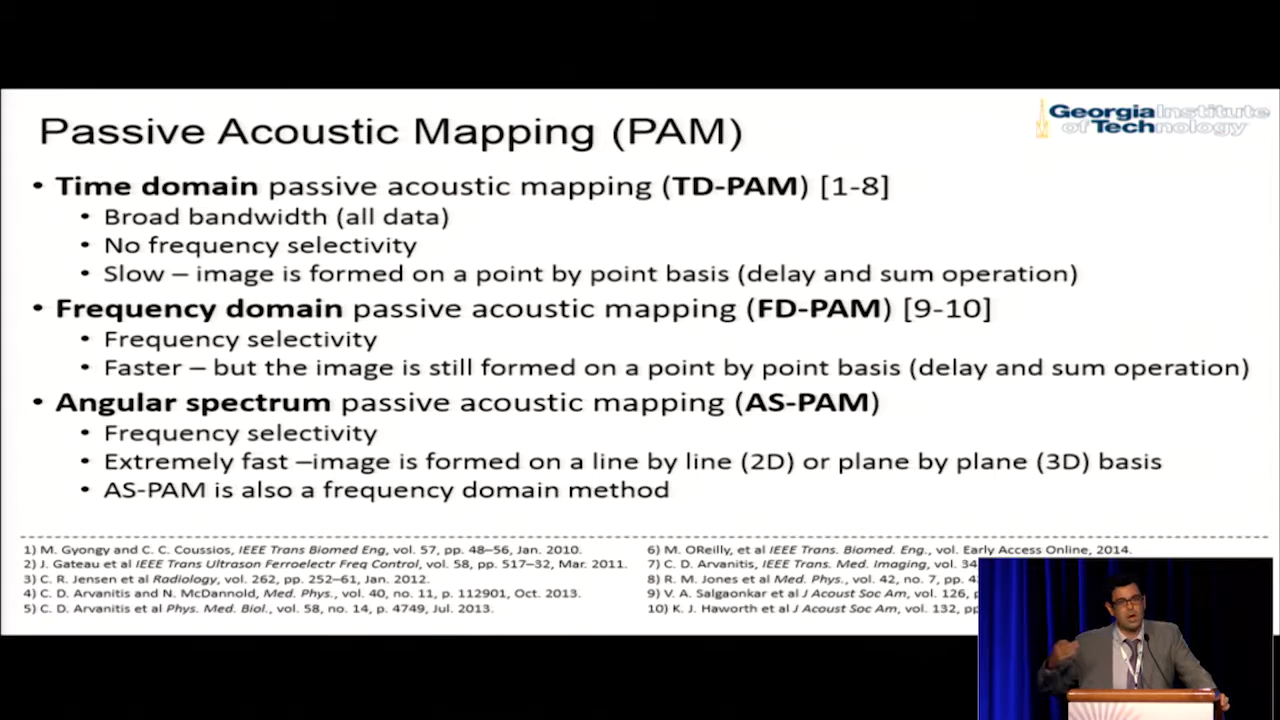 Passive Acoustic Mapping (PAM)
Georgia Institute
of Technology
• Time domain passive acoustic mapping (TD-PAM) [1-8]
• Broad bandwidth (all data)
• No frequency selectivity
• Slow – image is formed on a point by point basis (delay and sum operation)
• Frequency domain passive acoustic mapping (FD-PAM) [9-10]
• Frequency selectivity
• Faster – but the image is still formed on a point by point basis (delay and sum operation)
• Angular spectrum passive acoustic mapping (AS-PAM)
• Frequency selectivity
• Extremely fast –image is formed on a line by line (2D) or plane by plane (3D) basis
• AS-PAM is also a frequency domain method
1) M. Gyongy and C. C. Coussios, IEEE Trans Biomed Eng, vol. 57, pp. 48–56, Jan. 2010.
2) J. Gateau et al IEEE Trans Ultrason Ferroelectr Freq Control, vol. 58, pp. 517–32, Mar. 2011.
3) C. R. Jensen et al Radiology, vol. 262, pp. 252–61, Jan. 2012.
4) C. D. Arvanitis and N. McDannold, Med. Phys., vol. 40, no. 11, p. 112901, Oct. 2013.
5) C. D. Arvanitis et al Phys. Med. Biol., vol. 58, no. 14, p. 4749, Jul. 2013.
6) M. OReilly, et al IEEE Trans. Biomed. Eng., vol. Early Access Online, 2014.
7) C. D. Arvanitis, IEEE Trans. Med. Imaging, vol. 34
8) R. M. Jones et al Med. Phys., vol. 42, no. 7, pp. 4
9) V. A. Salgaonkar et al J Acoust Soc Am, vol. 126, p
10) K. J. Haworth et al J Acoust Soc Am, vol. 132, pp